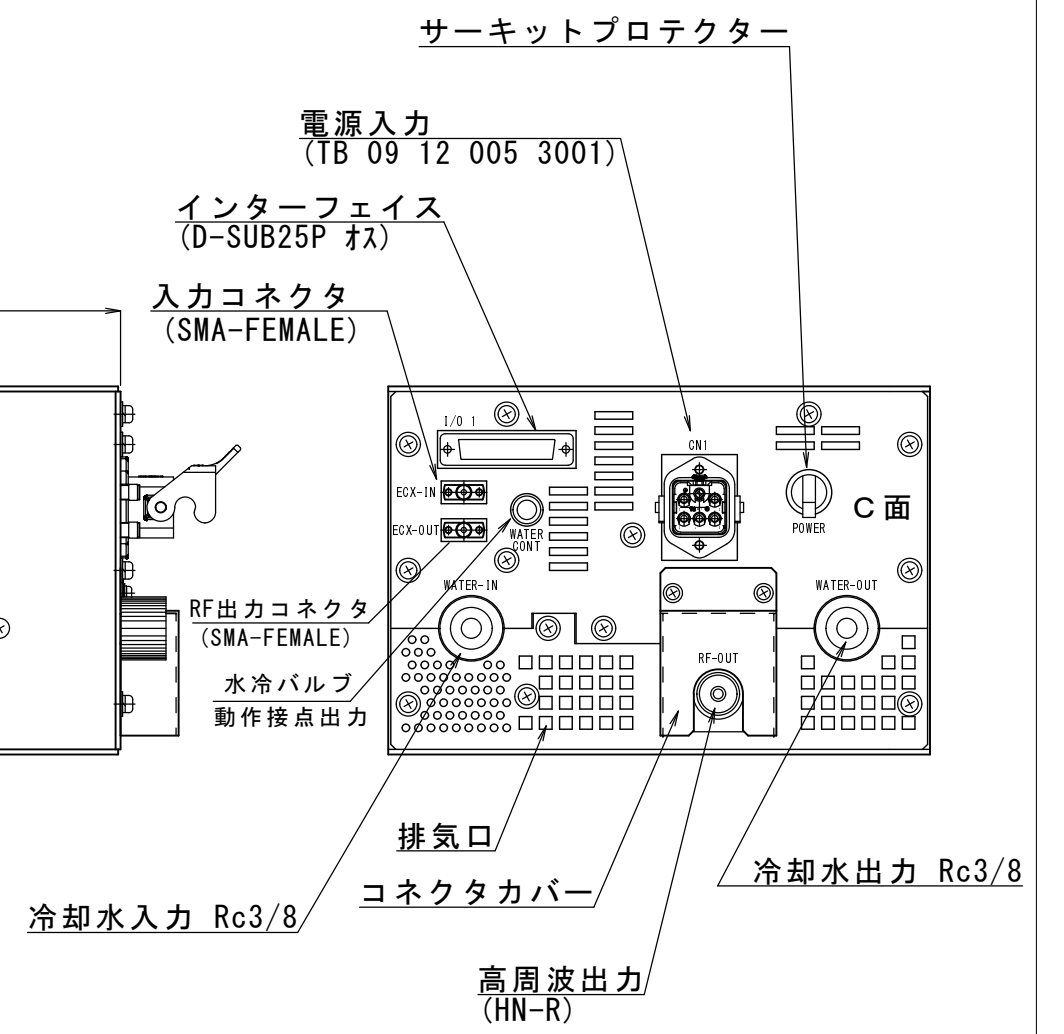 サーキットプロテクター
電源入力
(TB 09 12 005 3001)
インターフェイス
(D-SUB25P ｵｽ)
入力コネクタ
(SMA-FEMALE)
I/O 1
CN1
ECX-IN
ECX-OUT
WATER
CONT
POWER
C面
WATER-IN
WATER-OUT
RF出力コネクタ
(SMA-FEMALE)
RF-OUT
水冷バルブ
動作接点出力
排気口
コネクタカバー
冷却水出力 Rc3/8
冷却水入力 Rc3/8
高周波出力
(HN-R)